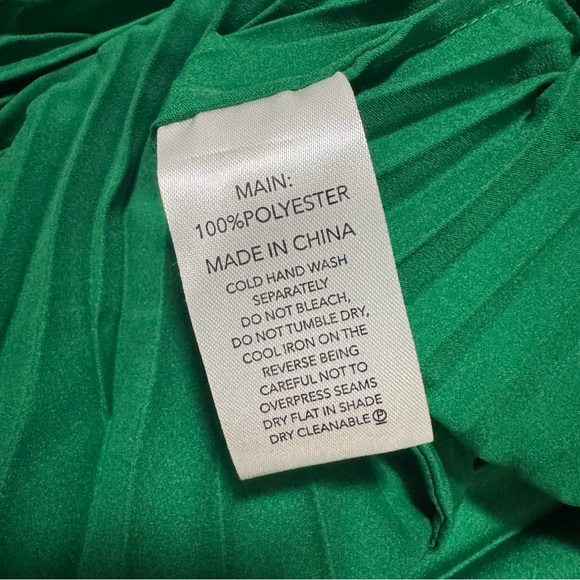 MAIN:
100%POLYESTER
MADE IN CHINA
COLD HAND WASH
SEPARATELY
DO NOT BLEACH,
DO NOT TUMBLE DRY,
COOL IRON ON THE
REVERSE BEING
CAREFUL NOT TO
OVERPRESS SEAMS
DRY FLAT IN SHADE
DRY CLEANABLE Ⓟ